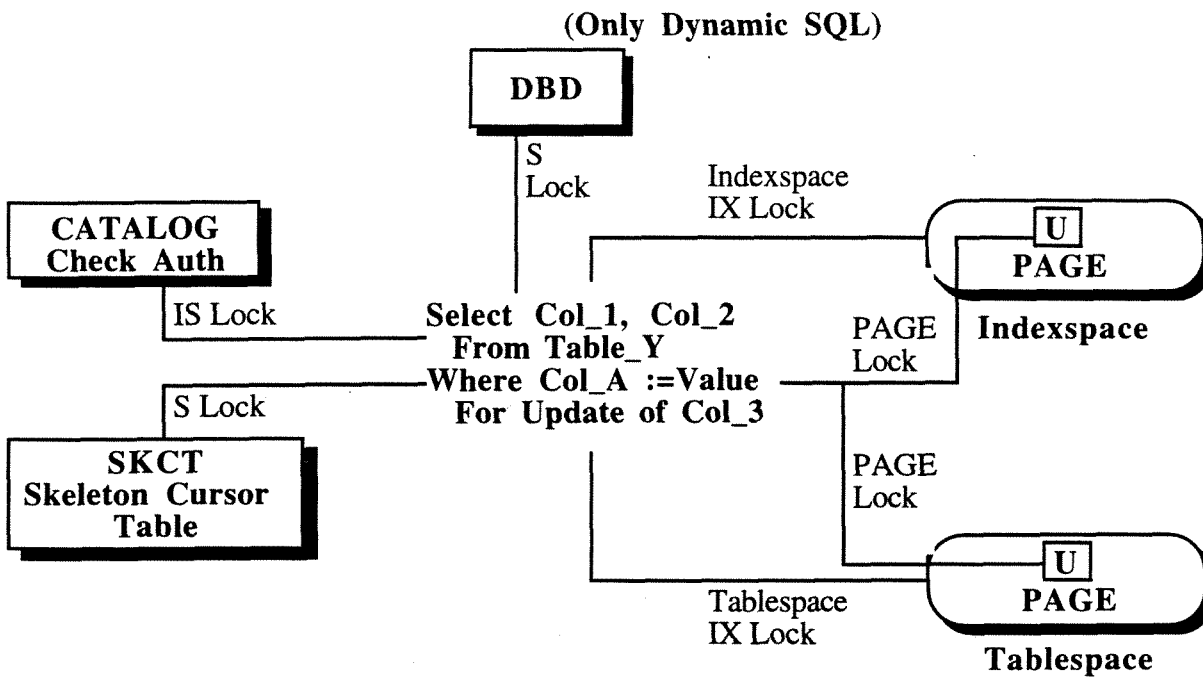 (Only Dynamic SQL)
DBD
S
Lock
Indexspace
IX Lock
U
PAGE
Indexspace
CATALOG
Check Auth
IS Lock
Select Col_1, Col_2
From Table_Y
Where Col_A :=Value
For Update of Col_3
PAGE
Lock
S Lock
SKCT
Skeleton Cursor
Table
PAGE
Lock
U
PAGE
Tablespace
IX Lock
Tablespace